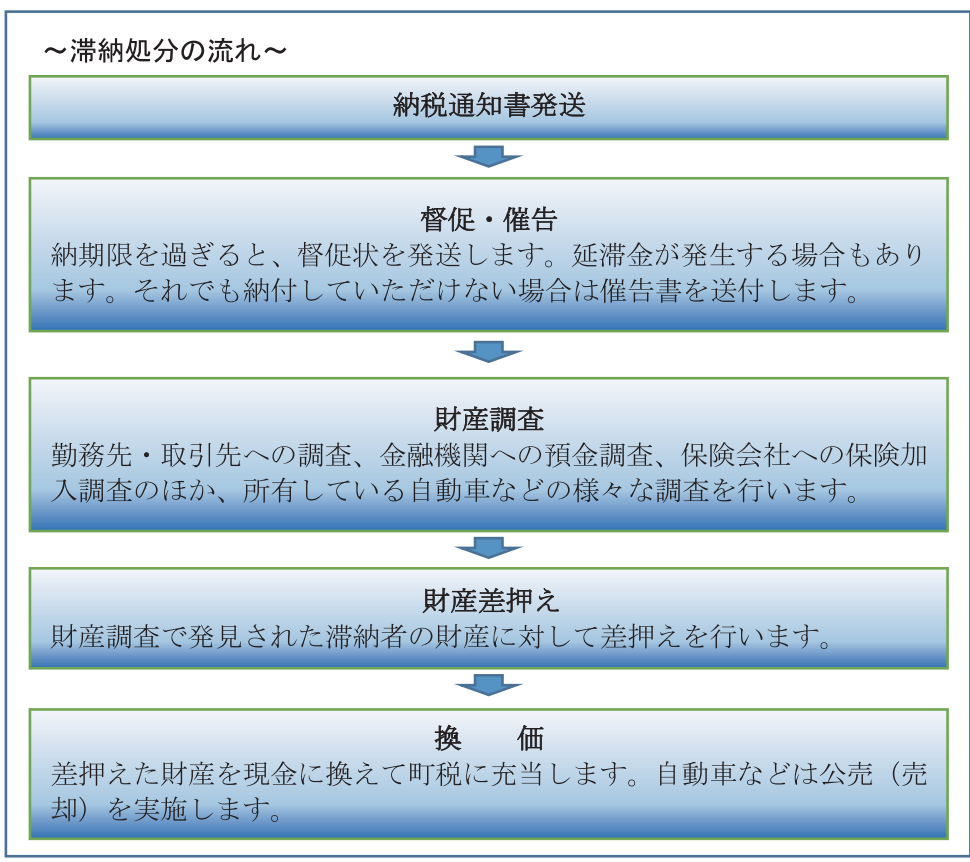 ～滞納処分の流れ～
納税通知書発送
督促・催告
納期限を過ぎると、督促状を発送します。延滞金が発生する場合もあり
ます。それでも納付していただけない場合は催告書を送付します。
財産調査
勤務先・取引先への調査、金融機関への預金調査、保険会社への保険加
入調査のほか、所有している自動車などの様々な調査を行います。
財産差押え
財産調査で発見された滞納者の財産に対して差押えを行います。
換　　価
差押えた財産を現金に換えて町税に充当します。自動車などは公売（売
却）を実施します。